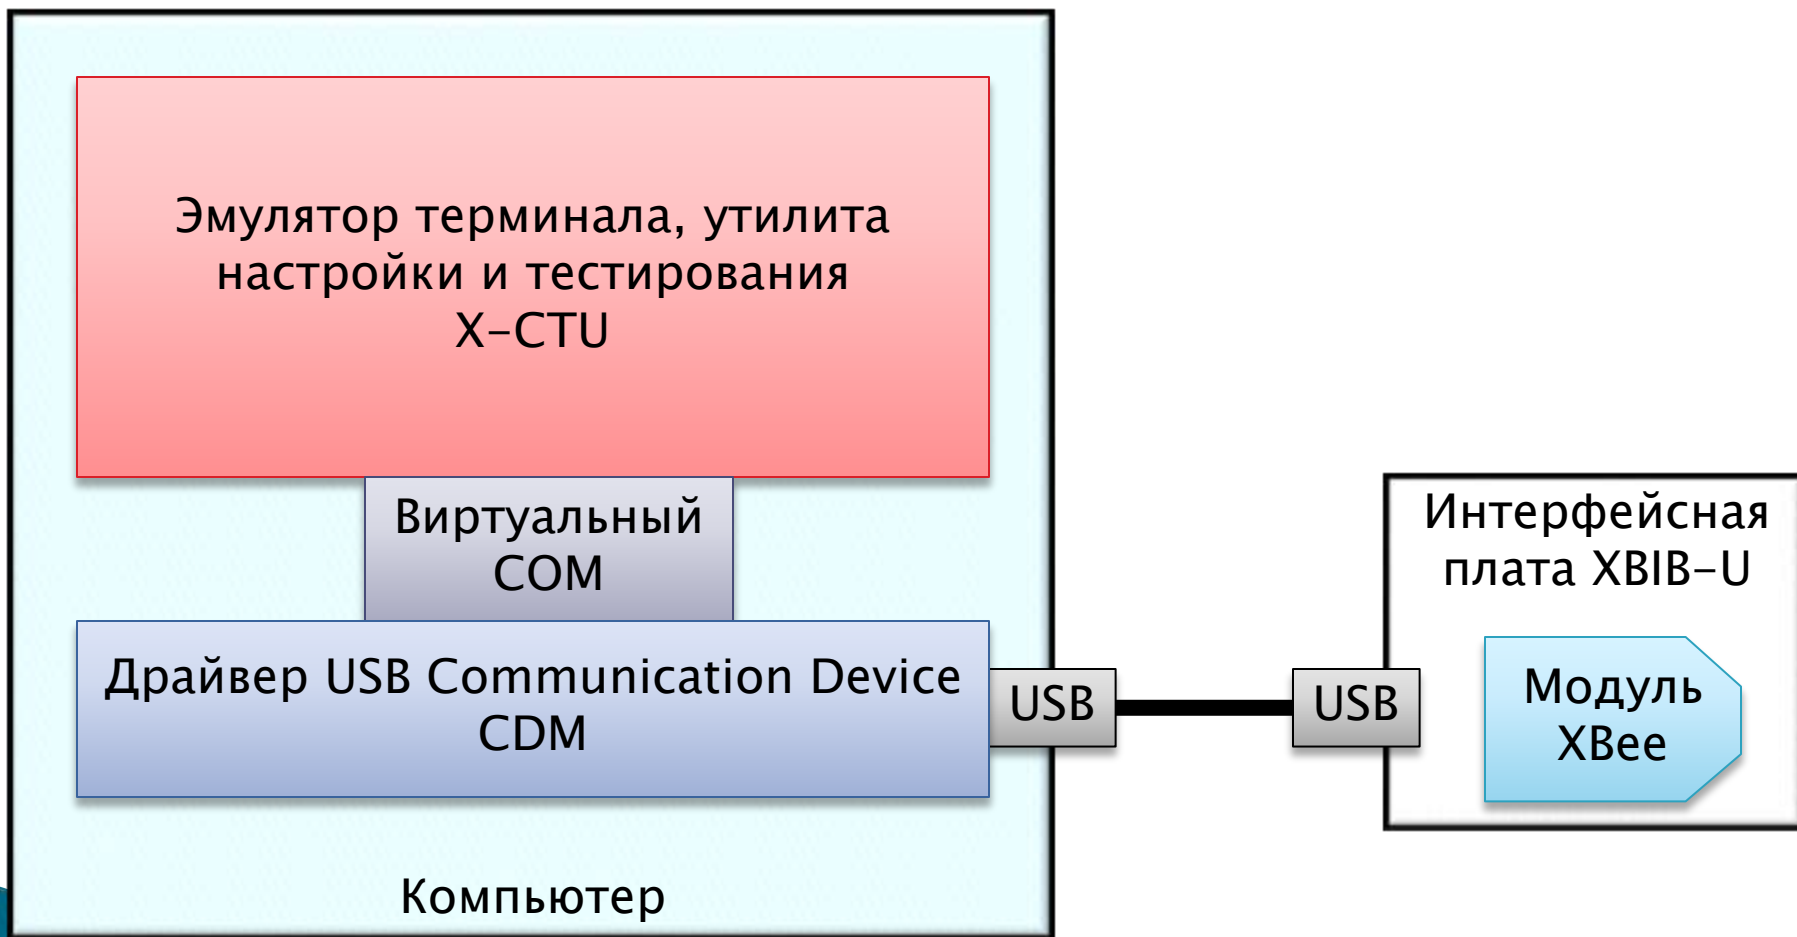 Эмулятор терминала, утилита
настройки и тестирования
X-CTU
Виртуальный
COM
Драйвер USB Communication Device
CDM
USB
USB
Интерфейсная
плата XBIB-U
Модуль
XBee
Компьютер